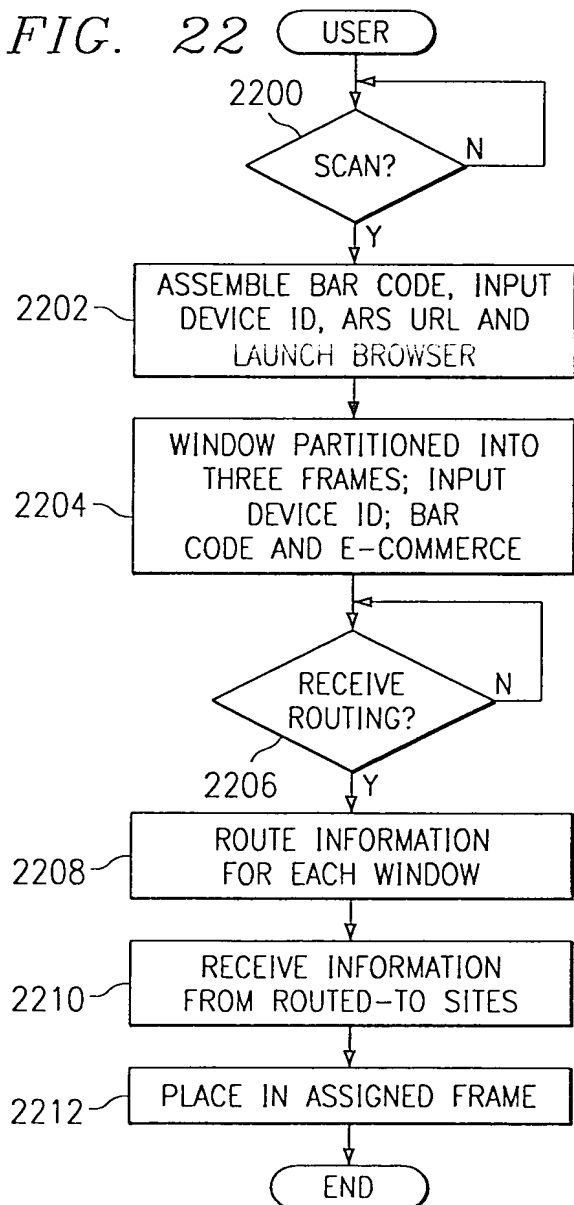 FIG. 22
USER
2200
SCAN?
N
Y
2202
ASSEMBLE BAR CODE, INPUT
DEVICE ID, ARS URL AND
LAUNCH BROWSER
2204
WINDOW PARTITIONED INTO
THREE FRAMES; INPUT
DEVICE ID; BAR
CODE AND E-COMMERCE
RECEIVE
ROUTING?
N
2206
Y
2208
ROUTE INFORMATION
FOR EACH WINDOW
2210
RECEIVE INFORMATION
FROM ROUTED-TO SITES
2212
PLACE IN ASSIGNED FRAME
END